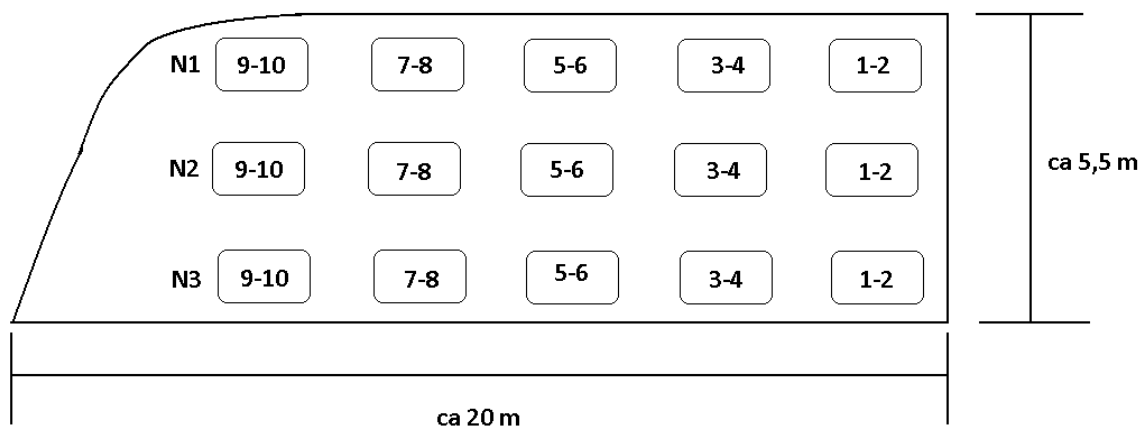 N1 9-10 7-8 5-6 3-4 1-2
N2 9-10 7-8 5-6 3-4 1-2
ca 5,5 m
N3 9-10 7-8 5-6 3-4 1-2
ca 20 m